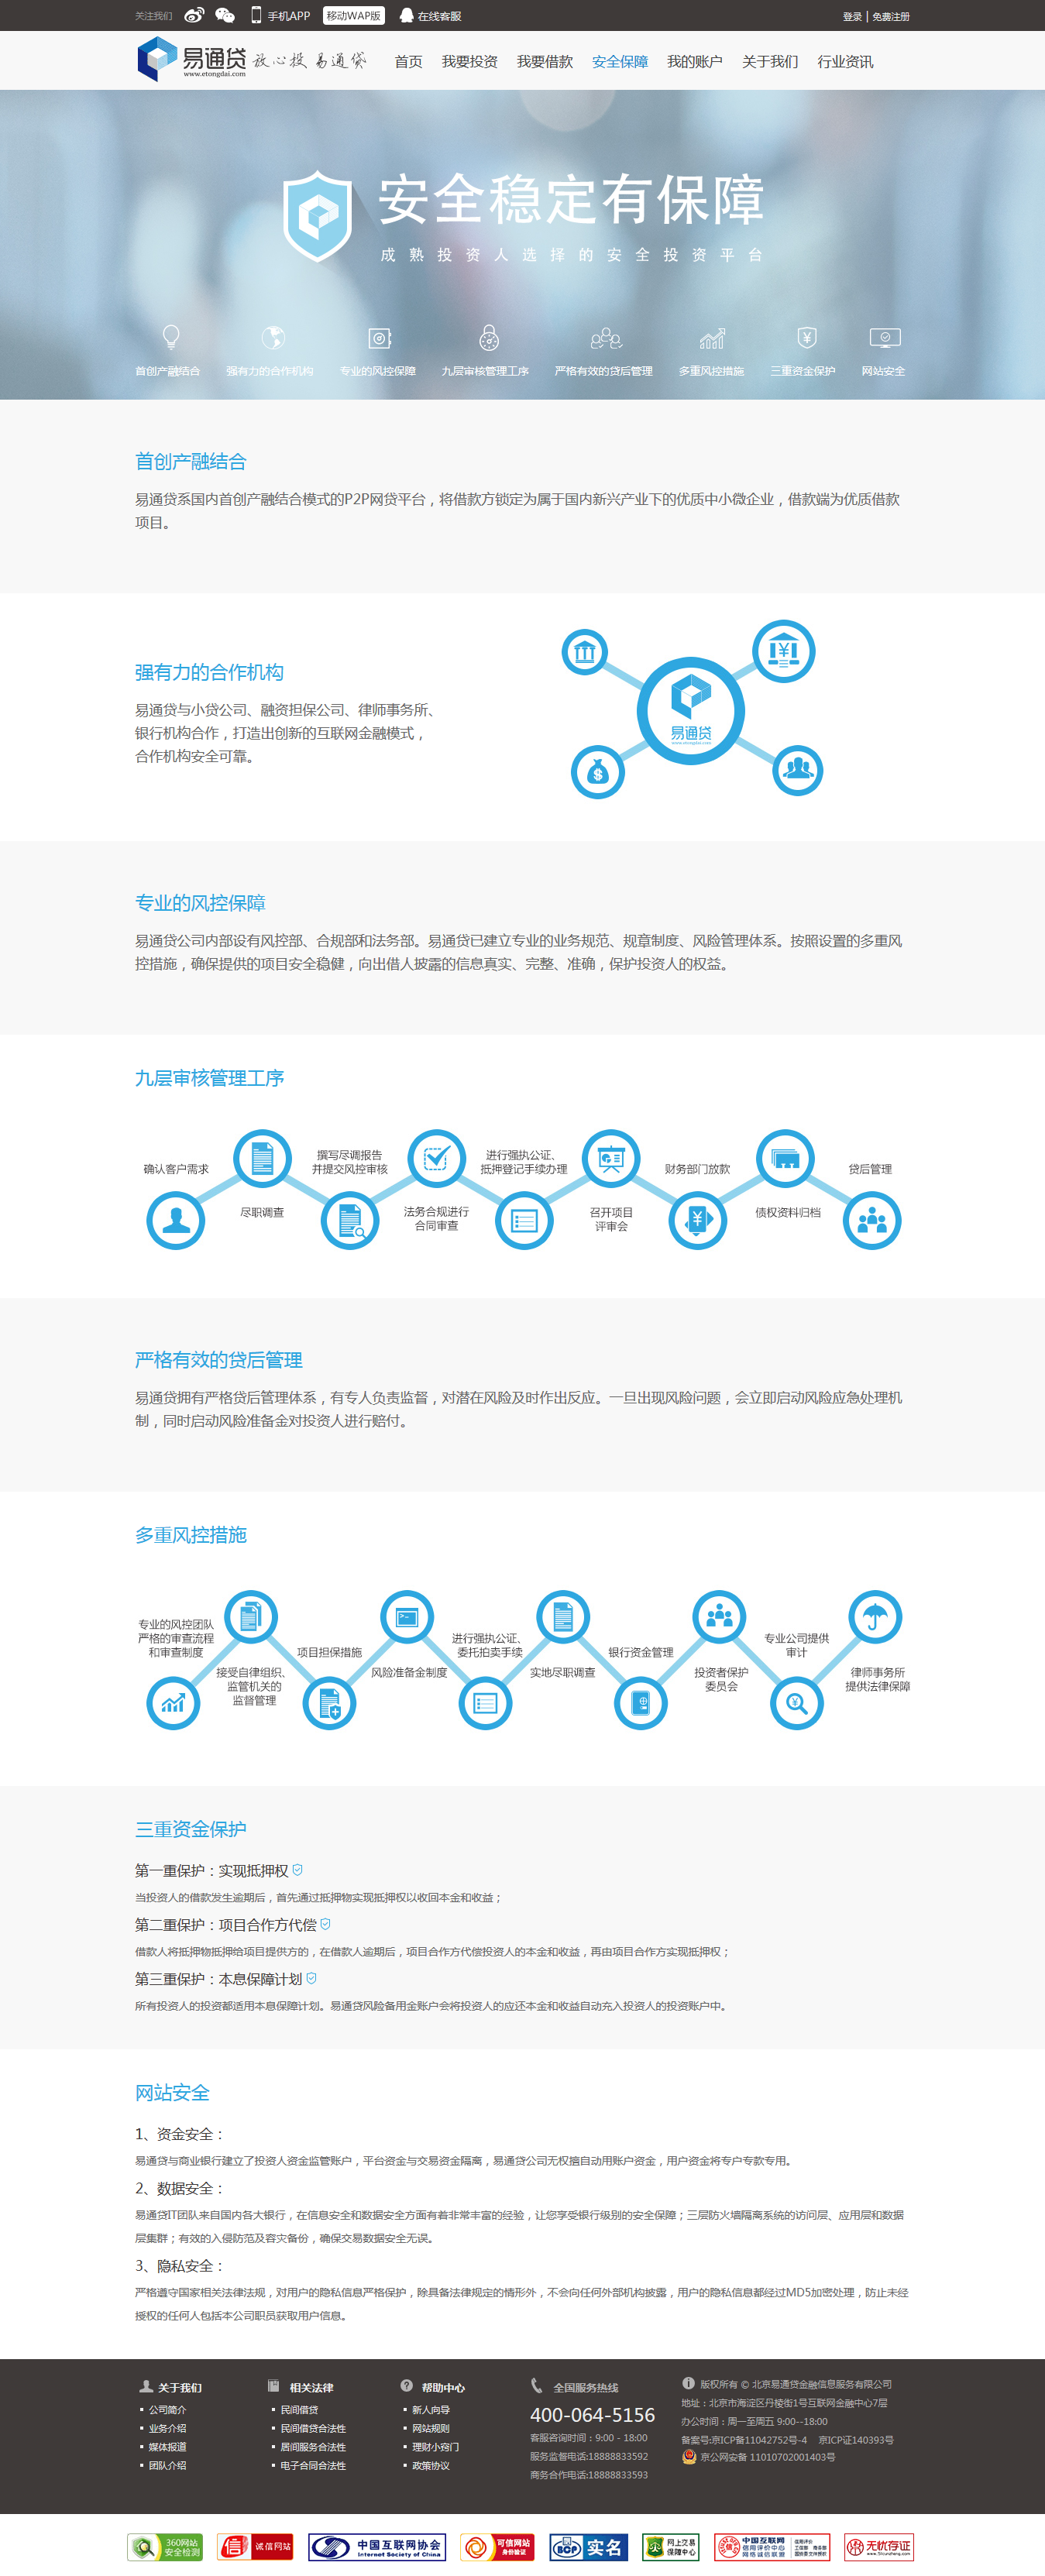 关注我们 手机APP 移动WAP版 在线客服 登录 | 免费注册
易通贷 www.etongdai.com 放心投 易通贷 首页 我要投资 我要借款 安全保障 我的账户 关于我们 行业资讯
安全稳定有保障
成熟投资人选择的安全投资平台
首创产融结合 强有力的合作机构 专业的风控保障 九层审核管理工序 严格有效的贷后管理 多重风控措施 三重资金保护 网站安全
首创产融结合
易通贷系国内首创产融结合模式的P2P网贷平台，将借款方锁定为属于国内新兴产业下的优质中小微企业，借款端为优质借款
项目。
强有力的合作机构
易通贷与小贷公司、融资担保公司、律师事务所、
银行机构合作，打造出创新的互联网金融模式，
合作机构安全可靠。
易通贷
www.etongdai.com
专业的风控保障
易通贷公司内部设有风控部、合规部和法务部。易通贷已建立专业的业务规范、规章制度、风险管理体系。按照设置的多重风
控措施，确保提供的项目安全稳健，向出借人披露的信息真实、完整、准确，保护投资人的权益。
九层审核管理工序
确认客户需求
尽职调查
撰写尽调报告
并提交风控审核
法务合规进行
合同审查
进行强执公证、
抵押登记手续办理
召开项目
评审会
财务部门放款
债权资料归档
贷后管理
严格有效的贷后管理
易通贷拥有严格贷后管理体系，有专人负责监督，对潜在风险及时作出反应。一旦出现风险问题，会立即启动风险应急处理机
制，同时启动风险准备金对投资人进行赔付。
多重风控措施
专业的风控团队
严格的审查流程
和审查制度
接受自律组织、
监管机关的
监督管理
项目担保措施
风险准备金制度
进行强执公证、
委托拍卖手续
实地尽职调查
银行资金管理
投资者保护
委员会
专业公司提供
审计
律师事务所
提供法律保障
三重资金保护
第一重保护：实现抵押权
当投资人的借款发生逾期后，首先通过抵押物实现抵押权以收回本金和收益；
第二重保护：项目合作方代偿
借款人将抵押物抵押给项目提供方的，在借款人逾期后，项目合作方代偿投资人的本金和收益，再由项目合作方实现抵押权；
第三重保护：本息保障计划
所有投资人的投资都适用本息保障计划。易通贷风险备用金账户会将投资人的应还本金和收益自动充入投资人的投资账户中。
网站安全
1、资金安全：
易通贷与商业银行建立了投资人资金监管账户，平台资金与交易资金隔离，易通贷公司无权擅自动用账户资金，用户资金将专户专款专用。
2、数据安全：
易通贷IT团队来自国内各大银行，在信息安全和数据安全方面有着非常丰富的经验，让您享受银行级别的安全保障；三层防火墙隔离系统的访问层、应用层和数据
层集群；有效的入侵防范及容灾备份，确保交易数据安全无误。
3、隐私安全：
严格遵守国家相关法律法规，对用户的隐私信息严格保护，除具备法律规定的情形外，不会向任何外部机构披露，用户的隐私信息都经过MD5加密处理，防止未经
授权的任何人包括本公司职员获取用户信息。
关于我们
公司简介
业务介绍
媒体报道
团队介绍
相关法律
民间借贷
民间借贷合法性
居间服务合法性
电子合同合法性
帮助中心
新人向导
网站规则
理财小窍门
政策协议
全国服务热线
400-064-5156
客服咨询时间：9:00 - 18:00
服务监督电话:18888833592
商务合作电话:18888833593
版权所有 © 北京易通贷金融信息服务有限公司
地址：北京市海淀区丹棱街1号互联网金融中心7层
办公时间：周一至周五 9:00--18:00
备案号:京ICP备11042752号-4 京ICP证140393号
京公网安备 11010702001403号
360网站
安全检测
诚信网站
中国互联网协会
Internet Society of China
可信网站
身份验证
BCP 实名
网上交易
保障中心
中国互联网
信用评价中心
网络诚信联盟
无忧存证